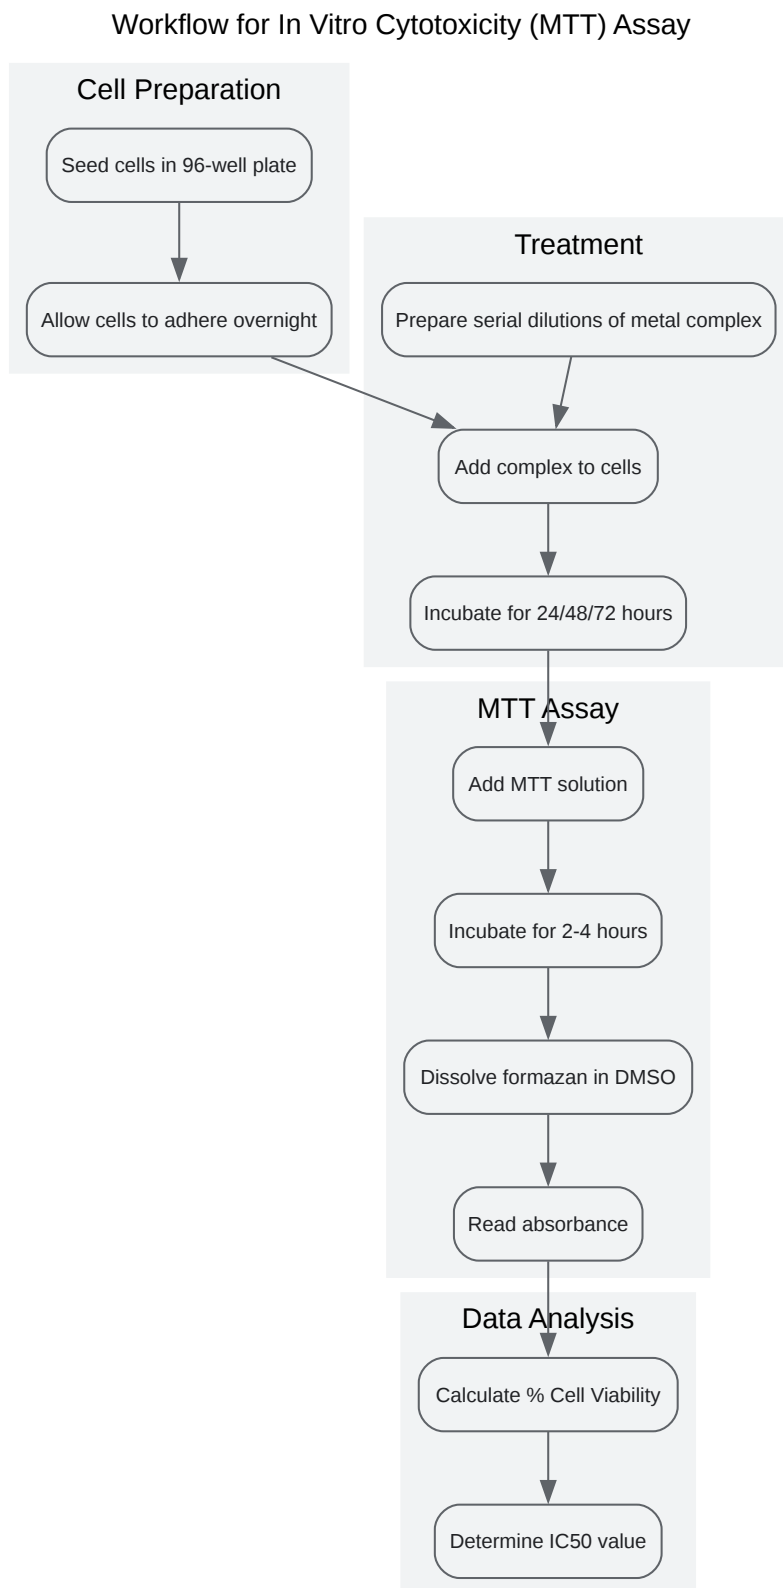 Workflow for In Vitro Cytotoxicity (MTT) Assay
Cell Preparation
Seed cells in 96-well plate
Allow cells to adhere overnight
Treatment
Prepare serial dilutions of metal complex
Add complex to cells
Incubate for 24/48/72 hours
MTT Assay
Add MTT solution
Incubate for 2-4 hours
Dissolve formazan in DMSO
Read absorbance
Data Analysis
Calculate % Cell Viability
Determine IC50 value